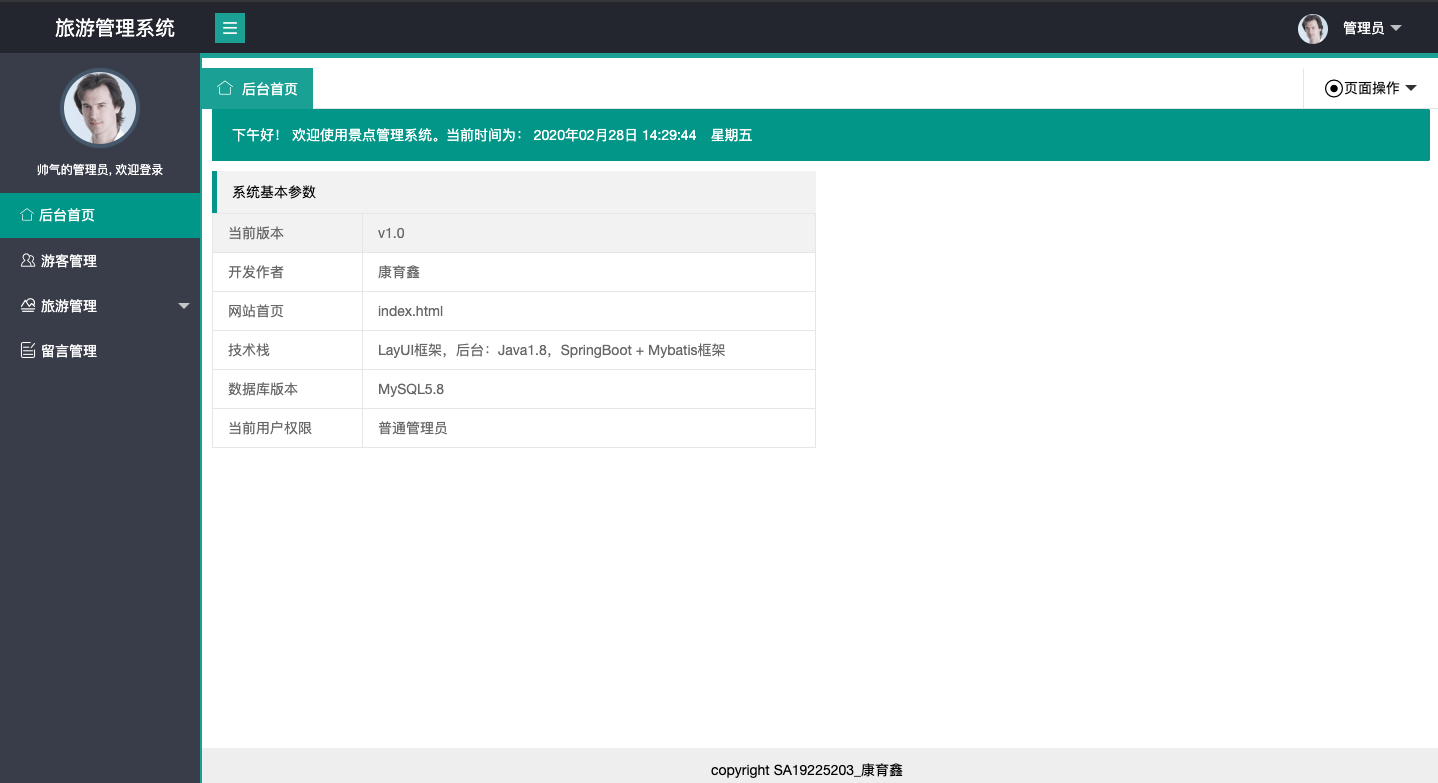 旅游管理系统
管理员
帅气的管理员, 欢迎登录
后台首页
游客管理
旅游管理
留言管理
后台首页
页面操作
下午好！ 欢迎使用景点管理系统。当前时间为： 2020年02月28日 14:29:44 星期五
系统基本参数
当前版本 v1.0
开发作者 康育鑫
网站首页 index.html
技术栈 LayUI框架，后台：Java1.8，SpringBoot + Mybatis框架
数据库版本 MySQL5.8
当前用户权限 普通管理员
copyright SA19225203_康育鑫